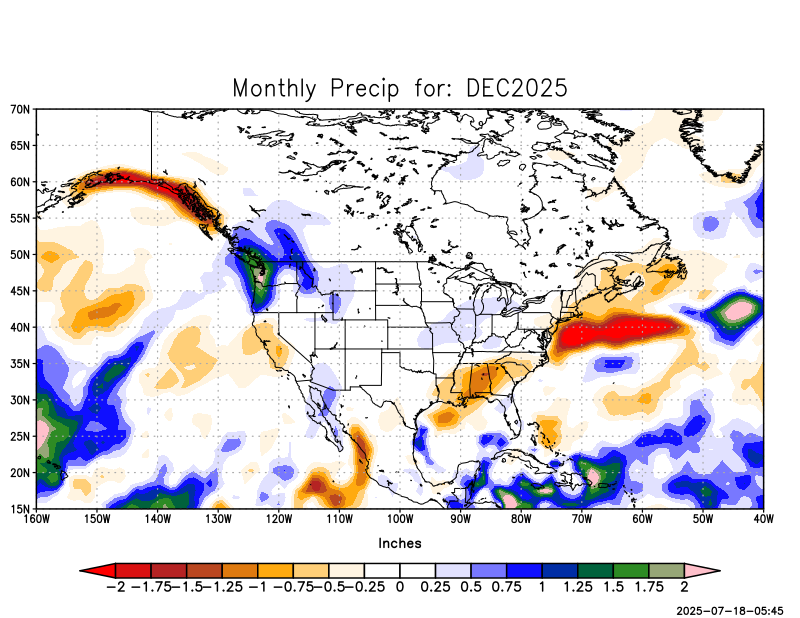 Monthly Precip for: DEC2025
70N
65N
60N
55N
50N
45N
40N
35N
30N
25N
20N
15N
160W 150W 140W 130W 120W 110W 100W 90W 80W 70W 60W 50W 40W
Inches
-2 -1.75 -1.5 -1.25 -1 -0.75 -0.5 -0.25 0 0.25 0.5 0.75 1 1.25 1.5 1.75 2
2025-07-18-05:45